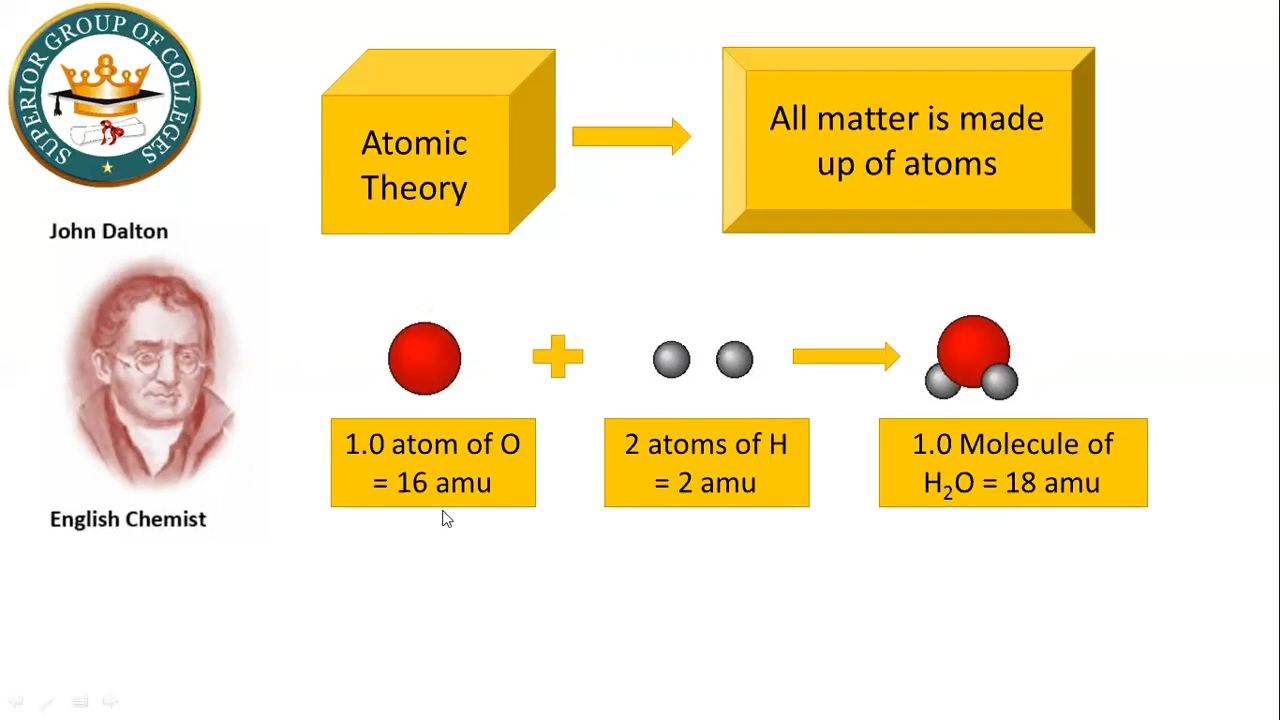 SUPERIOR GROUP OF COLLEGES
John Dalton
English Chemist
Atomic
Theory
All matter is made
up of atoms
1.0 atom of O
= 16 amu
2 atoms of H
= 2 amu
1.0 Molecule of
H₂O = 18 amu